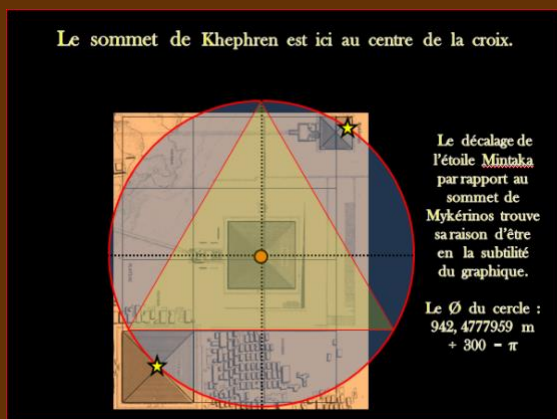 Le sommet de Khephren est ici au centre de la croix.
Le décalage de
l'étoile Mintaka
par rapport au
sommet de
Mykérinos trouve
sa raison d'être
en la subtilité
du graphique.
Le Ø du cercle :
942, 4777959 m
÷ 300 = π